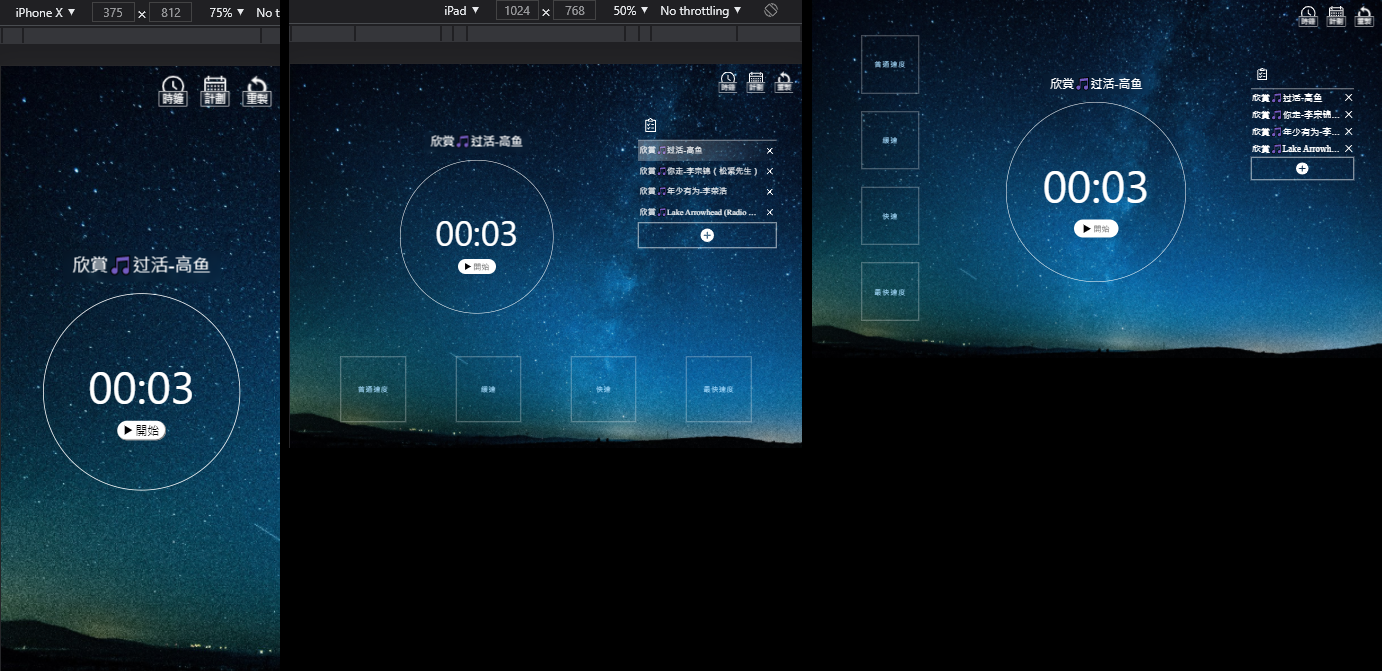 iPhone X ▼ 375 × 812 75% ▼ No t
時鐘 計劃 重製
欣賞🎵过活-高鱼
00:03
▶ 開始
iPad ▼ 1024 × 768 50% ▼ No throttling ▼
時鐘 計劃 重製
欣賞🎵过活-高鱼
00:03
▶ 開始
欣賞🎵过活-高鱼 ×
欣賞🎵你走-李宗锦（松紧先生） ×
欣賞🎵年少有为-李荣浩 ×
欣賞🎵Lake Arrowhead (Radio ... ×
普通速度 緩速 快速 最快速度
時鐘 計劃 重製
普通速度
緩速
快速
最快速度
欣賞🎵过活-高鱼
00:03
▶ 開始
欣賞🎵过活-高鱼 ×
欣賞🎵你走-李宗锦... ×
欣賞🎵年少有为-李... ×
欣賞🎵Lake Arrowh... ×